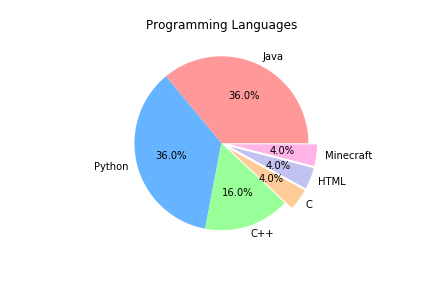 Programming Languages
Java
36.0%
36.0%
Python
16.0%
C++
4.0%
C
4.0%
HTML
4.0%
Minecraft